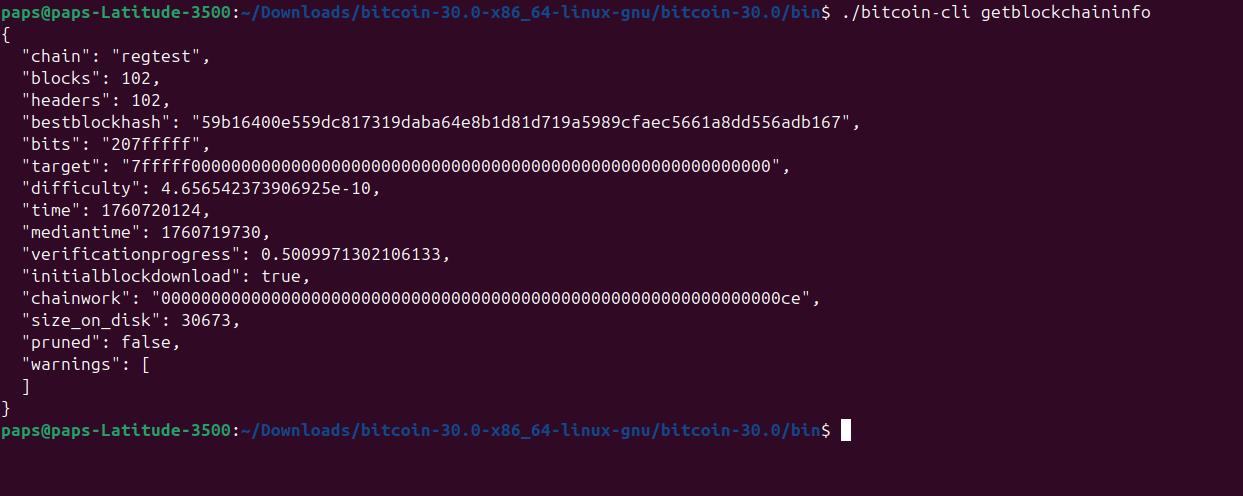 paps@paps-Latitude-3500:~/Downloads/bitcoin-30.0-x86_64-linux-gnu/bitcoin-30.0/bin$ ./bitcoin-cli getblockchaininfo
{
  "chain": "regtest",
  "blocks": 102,
  "headers": 102,
  "bestblockhash": "59b16400e559dc817319daba64e8b1d81d719a5989cfaec5661a8dd556adb167",
  "bits": "207fffff",
  "target": "7fffff0000000000000000000000000000000000000000000000000000000000",
  "difficulty": 4.656542373906925e-10,
  "time": 1760720124,
  "mediantime": 1760719730,
  "verificationprogress": 0.5009971302106133,
  "initialblockdownload": true,
  "chainwork": "00000000000000000000000000000000000000000000000000000000000000ce",
  "size_on_disk": 30673,
  "pruned": false,
  "warnings": [
  ]
}
paps@paps-Latitude-3500:~/Downloads/bitcoin-30.0-x86_64-linux-gnu/bitcoin-30.0/bin$